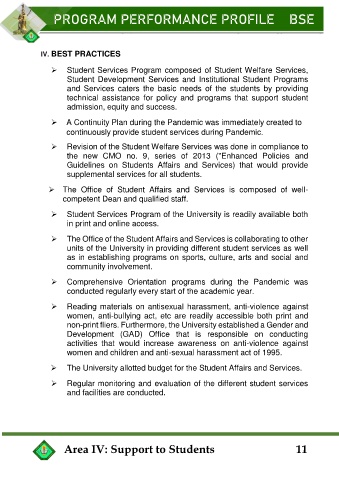 PROGRAM PERFORMANCE PROFILE BSE
IV. BEST PRACTICES
➢ Student Services Program composed of Student Welfare Services,
Student Development Services and Institutional Student Programs
and Services caters the basic needs of the students by providing
technical assistance for policy and programs that support student
admission, equity and success.
➢ A Continuity Plan during the Pandemic was immediately created to
continuously provide student services during Pandemic.
➢ Revision of the Student Welfare Services was done in compliance to
the new CMO no. 9, series of 2013 ("Enhanced Policies and
Guidelines on Students Affairs and Services) that would provide
supplemental services for all students.
➢ The Office of Student Affairs and Services is composed of well-
competent Dean and qualified staff.
➢ Student Services Program of the University is readily available both
in print and online access.
➢ The Office of the Student Affairs and Services is collaborating to other
units of the University in providing different student services as well
as in establishing programs on sports, culture, arts and social and
community involvement.
➢ Comprehensive Orientation programs during the Pandemic was
conducted regularly every start of the academic year.
➢ Reading materials on antisexual harassment, anti-violence against
women, anti-bullying act, etc are readily accessible both print and
non-print fliers. Furthermore, the University established a Gender and
Development (GAD) Office that is responsible on conducting
activities that would increase awareness on anti-violence against
women and children and anti-sexual harassment act of 1995.
➢ The University allotted budget for the Student Affairs and Services.
➢ Regular monitoring and evaluation of the different student services
and facilities are conducted.
Area IV: Support to Students 11